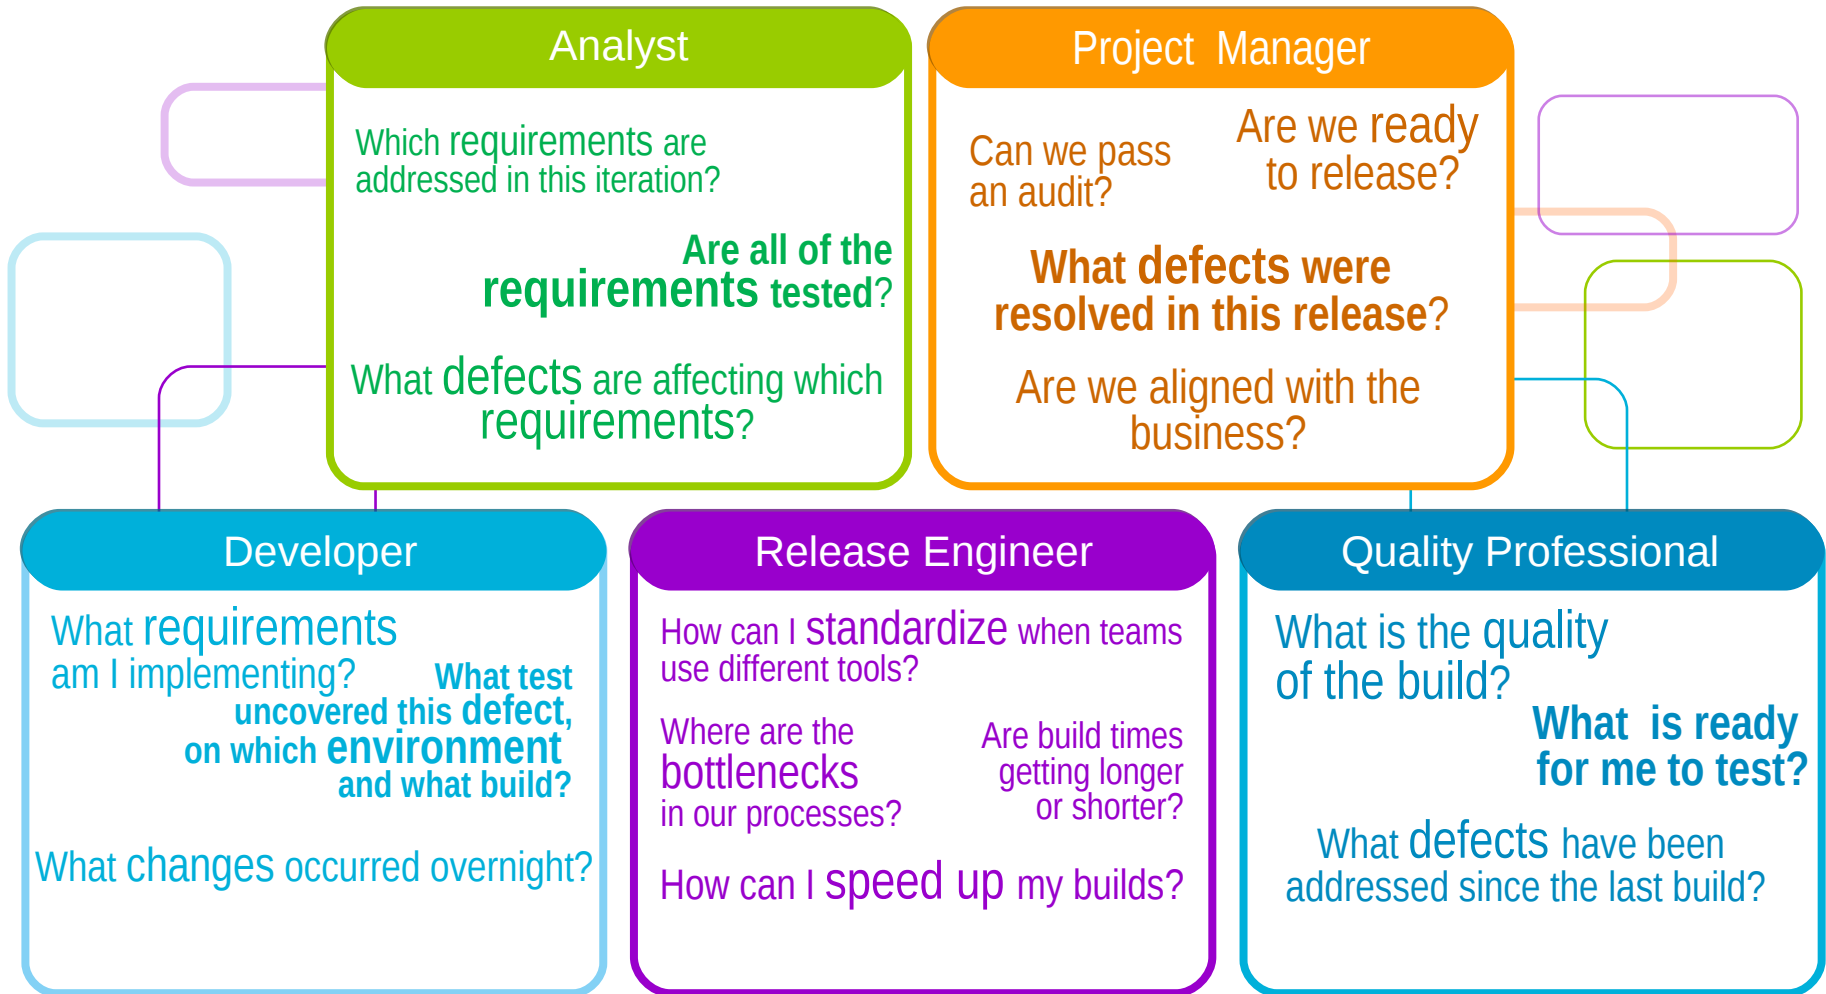 Analyst
Which requirements are
addressed in this iteration?
Are all of the
requirements tested?
What defects are affecting which
requirements?
Project  Manager
Can we pass
an audit?
Are we ready
to release?
What defects were
resolved in this release?
Are we aligned with the
business?
Developer
What requirements
am I implementing?
What test
uncovered this defect,
on which environment
and what build?
What changes occurred overnight?
Release Engineer
How can I standardize when teams
use different tools?
Where are the
bottlenecks
in our processes?
Are build times
getting longer
or shorter?
How can I speed up my builds?
Quality Professional
What is the quality
of the build?
What  is ready
for me to test?
What defects have been
addressed since the last build?